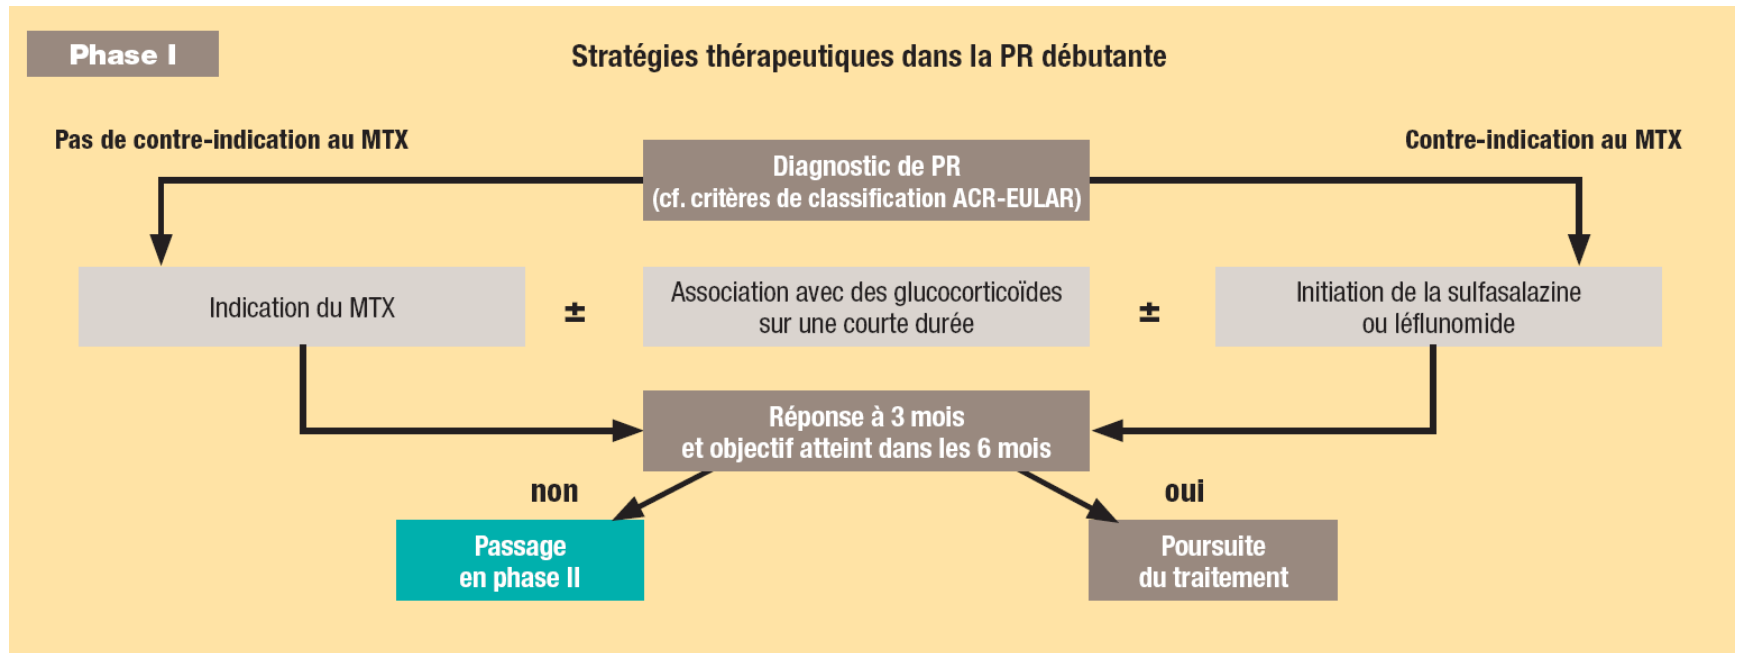 Phase I
Stratégies thérapeutiques dans la PR débutante
Pas de contre-indication au MTX
Contre-indication au MTX
Diagnostic de PR
(cf. critères de classification ACR-EULAR)
Indication du MTX
±
Association avec des glucocorticoïdes
sur une courte durée
±
Initiation de la sulfasalazine
ou léflunomide
Réponse à 3 mois
et objectif atteint dans les 6 mois
non
oui
Passage
en phase II
Poursuite
du traitement